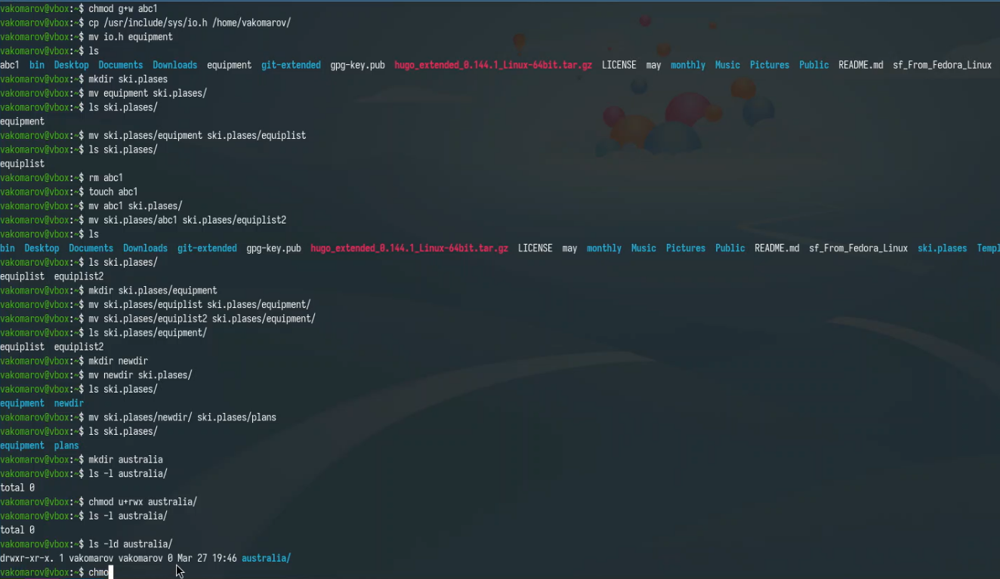 vakomarov@vbox:~$ chmod g+w abc1
vakomarov@vbox:~$ cp /usr/include/sys/io.h /home/vakomarov/
vakomarov@vbox:~$ mv io.h equipment
vakomarov@vbox:~$ ls
abc1 bin Desktop Documents Downloads equipment git-extended gpg-key.pub hugo_extended_0.144.1_Linux-64bit.tar.gz LICENSE may monthly Music Pictures Public README.md sf_From_Fedora_Linux
vakomarov@vbox:~$ mkdir ski.plases
vakomarov@vbox:~$ mv equipment ski.plases/
vakomarov@vbox:~$ ls ski.plases/
equipment
vakomarov@vbox:~$ mv ski.plases/equipment ski.plases/equiplist
vakomarov@vbox:~$ ls ski.plases/
equiplist
vakomarov@vbox:~$ rm abc1
vakomarov@vbox:~$ touch abc1
vakomarov@vbox:~$ mv abc1 ski.plases/
vakomarov@vbox:~$ mv ski.plases/abc1 ski.plases/equiplist2
vakomarov@vbox:~$ ls
bin Desktop Documents Downloads git-extended gpg-key.pub hugo_extended_0.144.1_Linux-64bit.tar.gz LICENSE may monthly Music Pictures Public README.md sf_From_Fedora_Linux ski.plases Templ
vakomarov@vbox:~$ ls ski.plases/
equiplist equiplist2
vakomarov@vbox:~$ mkdir ski.plases/equipment
vakomarov@vbox:~$ mv ski.plases/equiplist ski.plases/equipment/
vakomarov@vbox:~$ mv ski.plases/equiplist2 ski.plases/equipment/
vakomarov@vbox:~$ ls ski.plases/equipment/
equiplist equiplist2
vakomarov@vbox:~$ mkdir newdir
vakomarov@vbox:~$ mv newdir ski.plases/
vakomarov@vbox:~$ ls ski.plases/
equipment newdir
vakomarov@vbox:~$ mv ski.plases/newdir/ ski.plases/plans
vakomarov@vbox:~$ ls ski.plases/
equipment plans
vakomarov@vbox:~$ mkdir australia
vakomarov@vbox:~$ ls -l australia/
total 0
vakomarov@vbox:~$ chmod u+rwx australia/
vakomarov@vbox:~$ ls -l australia/
total 0
vakomarov@vbox:~$ ls -ld australia/
drwxr-xr-x. 1 vakomarov vakomarov 0 Mar 27 19:46 australia/
vakomarov@vbox:~$ chmo